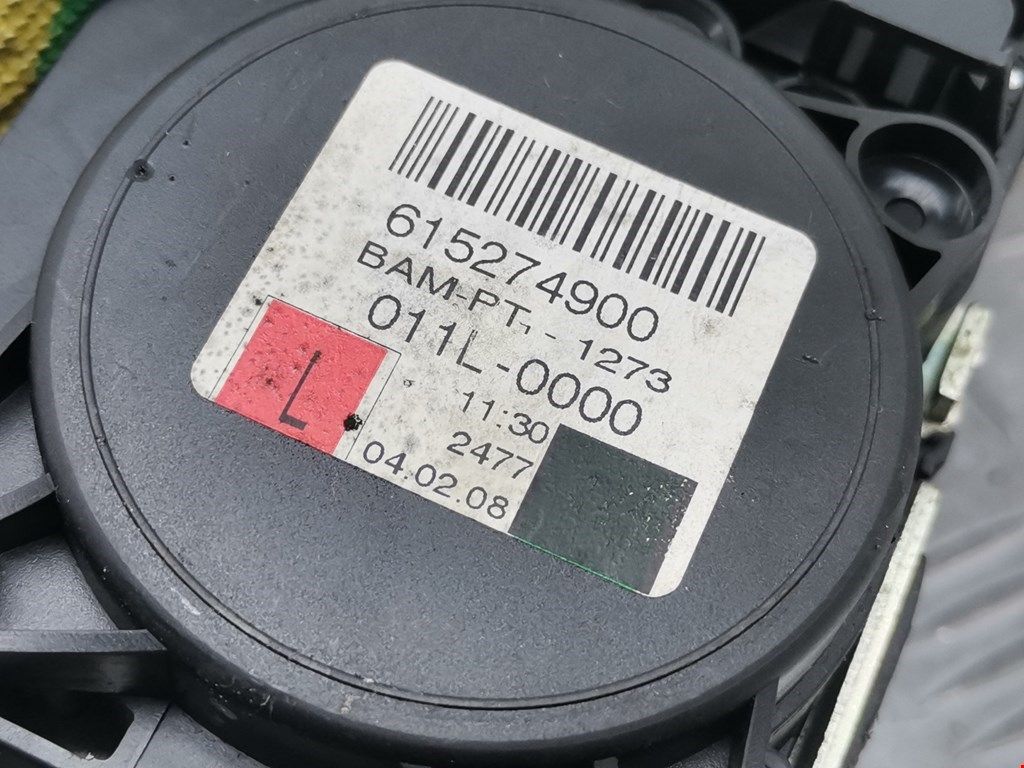 615274900
BAM-PT, - 1273
011L-0000
L
11:30
2477
04.02.08